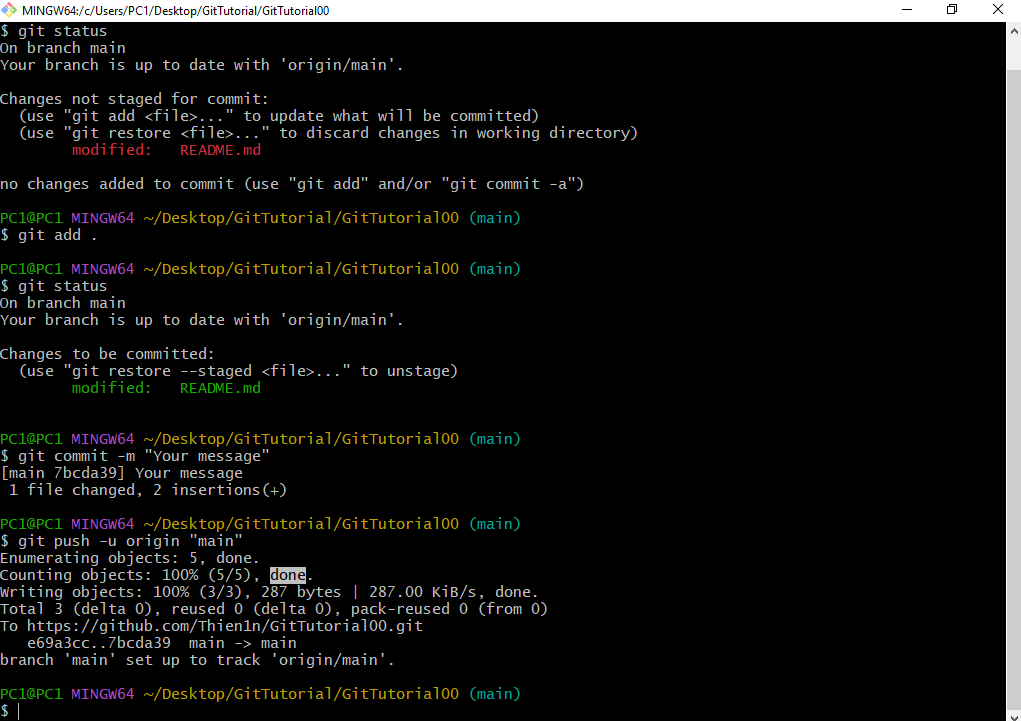 MINGW64:/c/Users/PC1/Desktop/GitTutorial/GitTutorial00
$ git status
On branch main
Your branch is up to date with 'origin/main'.
Changes not staged for commit:
  (use "git add <file>..." to update what will be committed)
  (use "git restore <file>..." to discard changes in working directory)
        modified:   README.md
no changes added to commit (use "git add" and/or "git commit -a")
PC1@PC1 MINGW64 ~/Desktop/GitTutorial/GitTutorial00 (main)
$ git add .
PC1@PC1 MINGW64 ~/Desktop/GitTutorial/GitTutorial00 (main)
$ git status
On branch main
Your branch is up to date with 'origin/main'.
Changes to be committed:
  (use "git restore --staged <file>..." to unstage)
        modified:   README.md
PC1@PC1 MINGW64 ~/Desktop/GitTutorial/GitTutorial00 (main)
$ git commit -m "Your message"
[main 7bcda39] Your message
 1 file changed, 2 insertions(+)
PC1@PC1 MINGW64 ~/Desktop/GitTutorial/GitTutorial00 (main)
$ git push -u origin "main"
Enumerating objects: 5, done.
Counting objects: 100% (5/5), done.
Writing objects: 100% (3/3), 287 bytes | 287.00 KiB/s, done.
Total 3 (delta 0), reused 0 (delta 0), pack-reused 0 (from 0)
To https://github.com/Thien1n/GitTutorial00.git
   e69a3cc..7bcda39  main -> main
branch 'main' set up to track 'origin/main'.
PC1@PC1 MINGW64 ~/Desktop/GitTutorial/GitTutorial00 (main)
$